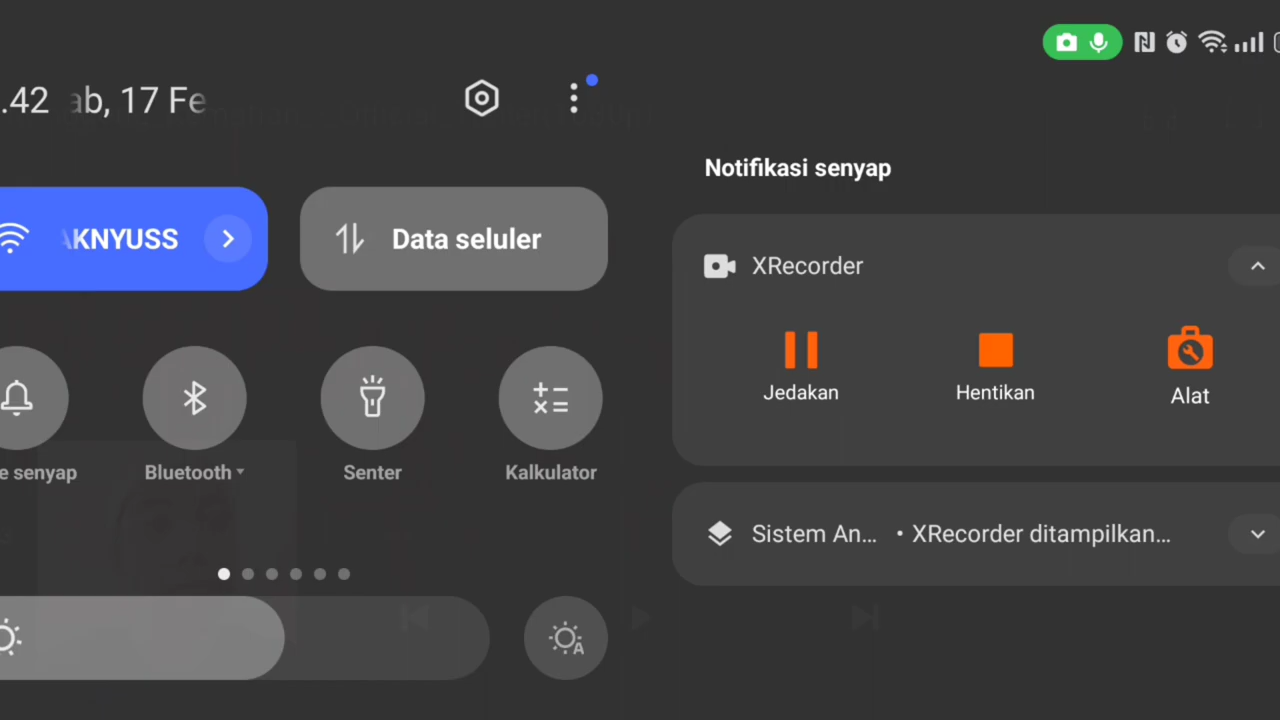 .42 ab, 17 Fe
KNYUSS
Data seluler
e senyap
Bluetooth
Senter
Kalkulator
Notifikasi senyap
XRecorder
Jedakan
Hentikan
Alat
Sistem An... • XRecorder ditampilkan...